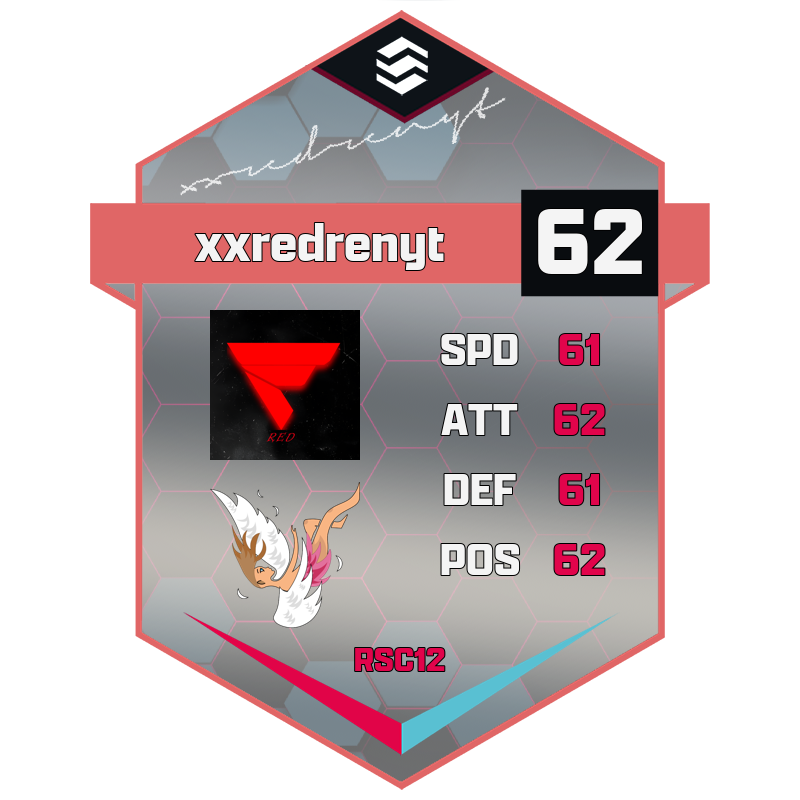 xxredrenyt
xxredrenyt 62
SPD 61
RED
ATT 62
DEF 61
POS 62
RSC12